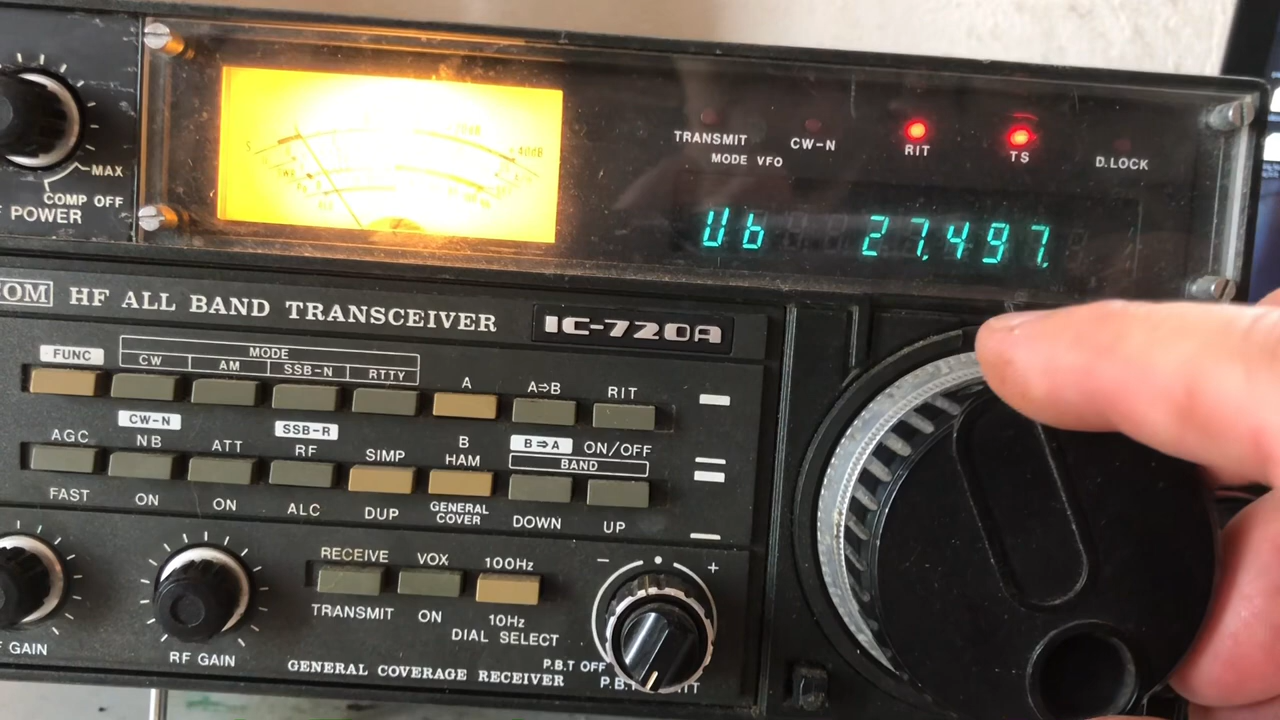 TRANSMIT CW-N RIT TS D.LOCK
MODE VFO
Ub 27.497.
S +20dB +40dB
MAX
COMP OFF
POWER
COM HF ALL BAND TRANSCEIVER IC-720A
FUNC MODE
CW AM SSB-N RTTY A A⇒B RIT
CW-N SSB-R B B⇒A ON/OFF
AGC NB ATT RF SIMP HAM BAND
FAST ON ON ALC DUP GENERAL COVER DOWN UP
RECEIVE VOX 100Hz - +
TRANSMIT ON 10Hz
DIAL SELECT
GAIN RF GAIN
GENERAL COVERAGE RECEIVER
P.B.T OFF
P.B.T